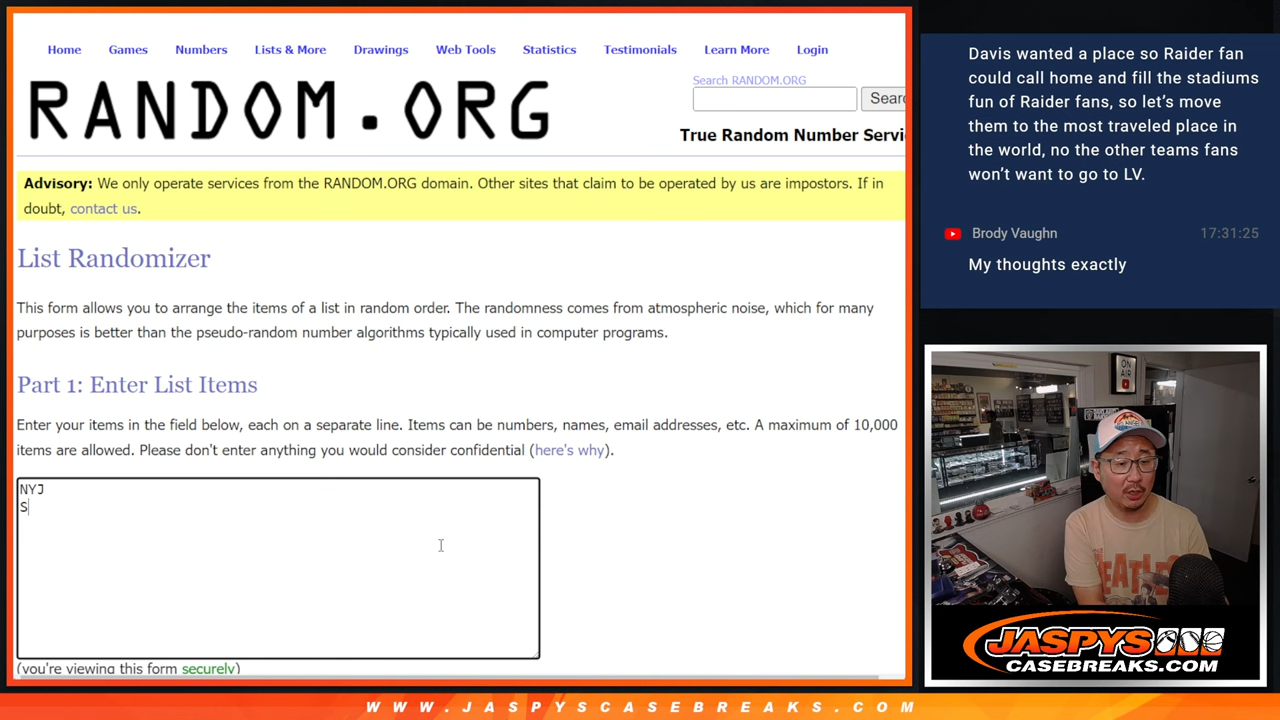 Home Games Numbers Lists & More Drawings Web Tools Statistics Testimonials Learn More Login
RANDOM.ORG
Search RANDOM.ORG
Searc
True Random Number Servi
Advisory: We only operate services from the RANDOM.ORG domain. Other sites that claim to be operated by us are impostors. If in
doubt, contact us.
List Randomizer
This form allows you to arrange the items of a list in random order. The randomness comes from atmospheric noise, which for many
purposes is better than the pseudo-random number algorithms typically used in computer programs.
Part 1: Enter List Items
Enter your items in the field below, each on a separate line. Items can be numbers, names, email addresses, etc. A maximum of 10,000
items are allowed. Please don't enter anything you would consider confidential (here's why).
NYJ
S
(you're viewing this form securely)
Davis wanted a place so Raider fan
could call home and fill the stadiums
fun of Raider fans, so let's move
them to the most traveled place in
the world, no the other teams fans
won't want to go to LV.
Brody Vaughn 17:31:25
My thoughts exactly
ON
AIR
BEATLES
JASPYS
CASEBREAKS.COM
WWW.JASPYSCASEBREAKS.COM